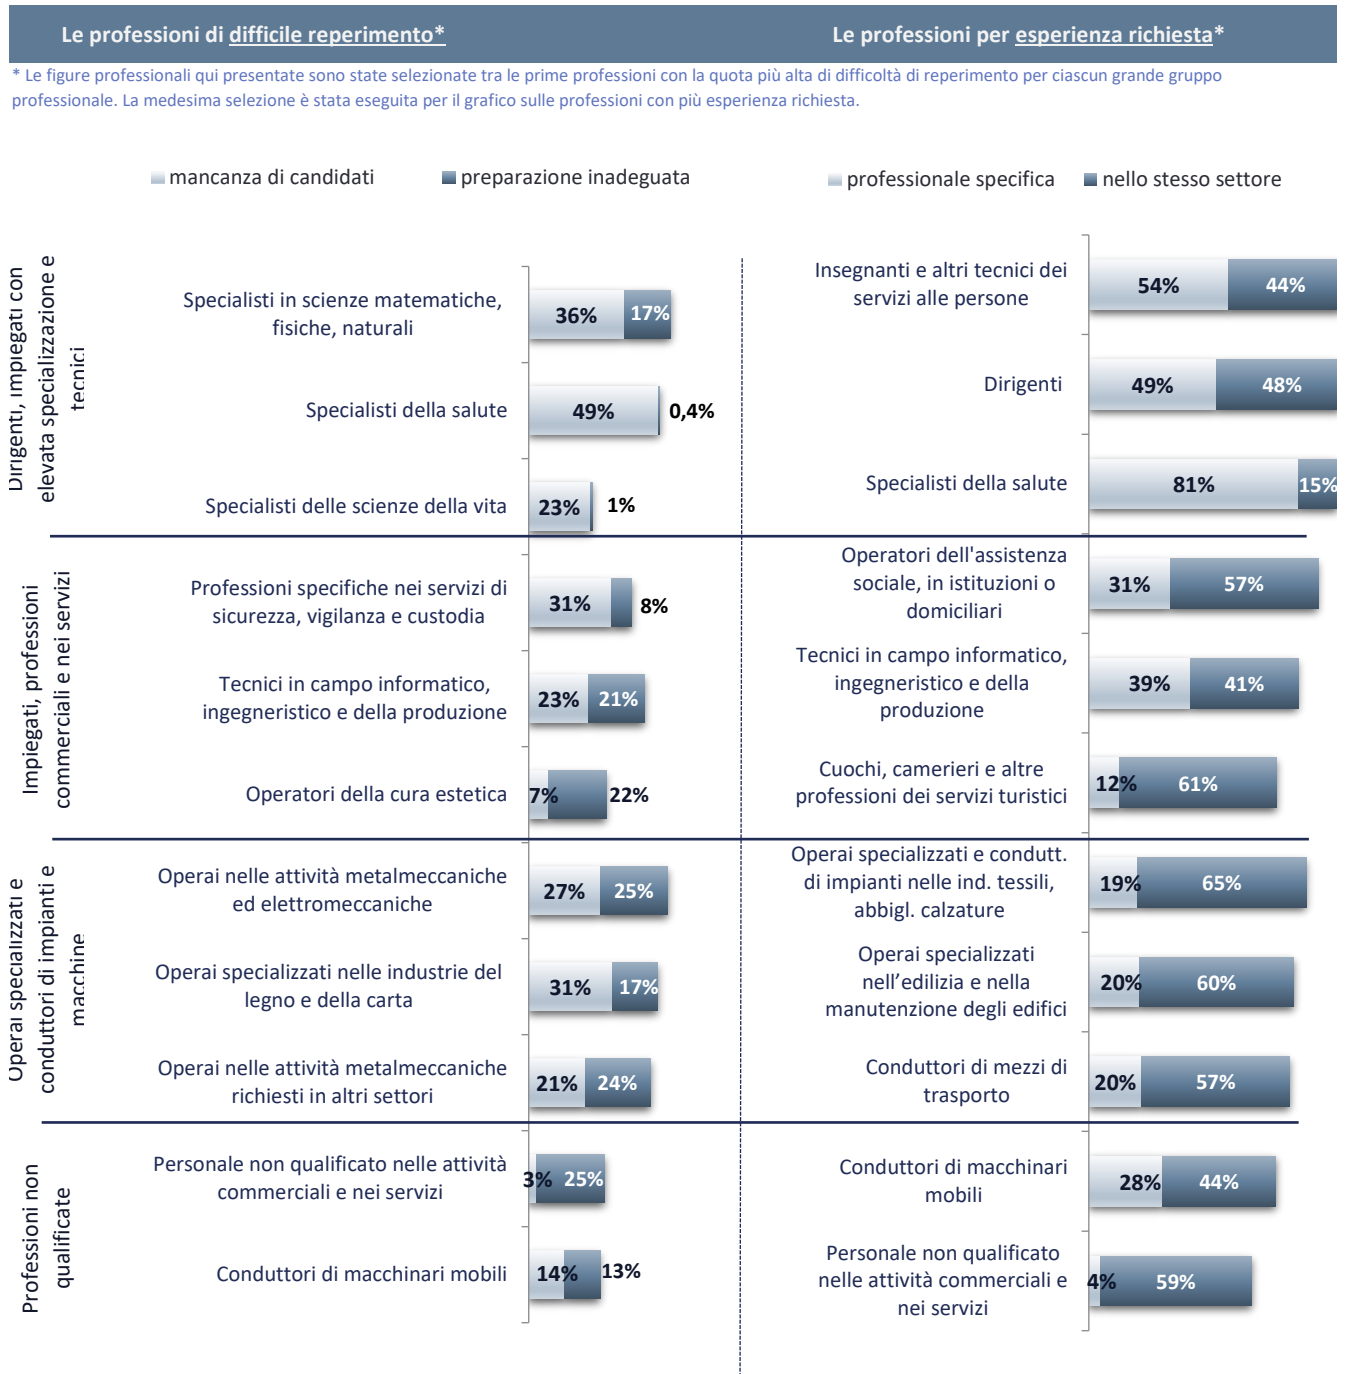 Le professioni di difficile reperimento*
Le professioni per esperienza richiesta*
* Le figure professionali qui presentate sono state selezionate tra le prime professioni con la quota più alta di difficoltà di reperimento per ciascun grande gruppo
professionale. La medesima selezione è stata eseguita per il grafico sulle professioni con più esperienza richiesta.
mancanza di candidati
preparazione inadeguata
professionale specifica
nello stesso settore
Dirigenti, impiegati con
elevata specializzazione e
tecnici
Specialisti in scienze matematiche,
fisiche, naturali
36%
17%
Specialisti della salute
49%
0,4%
Specialisti delle scienze della vita
23%
1%
Insegnanti e altri tecnici dei
servizi alle persone
54%
44%
Dirigenti
49%
48%
Specialisti della salute
81%
15%
Impiegati, professioni
commerciali e nei servizi
Professioni specifiche nei servizi di
sicurezza, vigilanza e custodia
31%
8%
Tecnici in campo informatico,
ingegneristico e della produzione
23%
21%
Operatori della cura estetica
7%
22%
Operatori dell'assistenza
sociale, in istituzioni o
domiciliari
31%
57%
Tecnici in campo informatico,
ingegneristico e della
produzione
39%
41%
Cuochi, camerieri e altre
professioni dei servizi turistici
12%
61%
Operai specializzati e
conduttori di impianti e
macchine
Operai nelle attività metalmeccaniche
ed elettromeccaniche
27%
25%
Operai specializzati nelle industrie del
legno e della carta
31%
17%
Operai nelle attività metalmeccaniche
richiesti in altri settori
21%
24%
Operai specializzati e condutt.
di impianti nelle ind. tessili,
abbigl. calzature
19%
65%
Operai specializzati
nell’edilizia e nella
manutenzione degli edifici
20%
60%
Conduttori di mezzi di
trasporto
20%
57%
Professioni non
qualificate
Personale non qualificato nelle attività
commerciali e nei servizi
3%
25%
Conduttori di macchinari mobili
14%
13%
Conduttori di macchinari
mobili
28%
44%
Personale non qualificato
nelle attività commerciali e
nei servizi
4%
59%